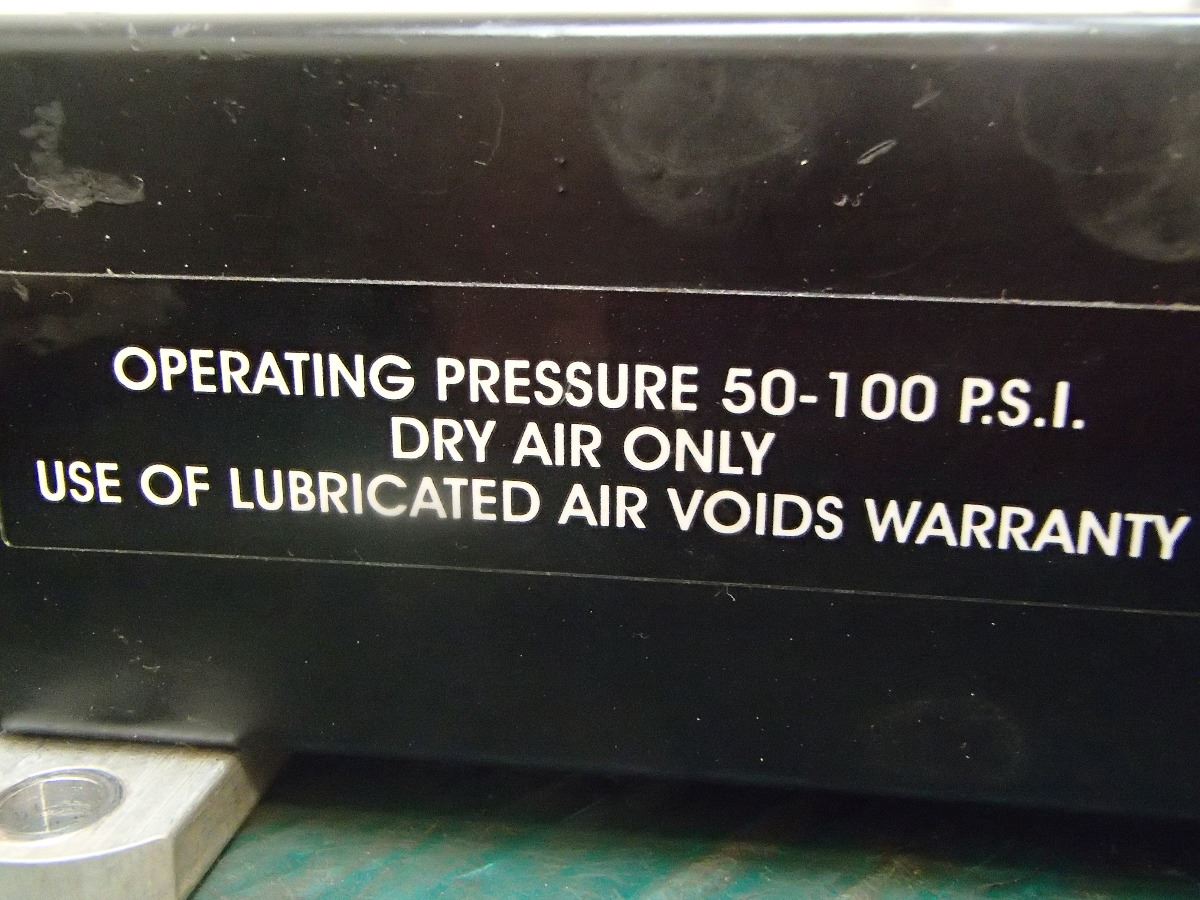 OPERATING PRESSURE 50-100 P.S.I.
DRY AIR ONLY
USE OF LUBRICATED AIR VOIDS WARRANTY